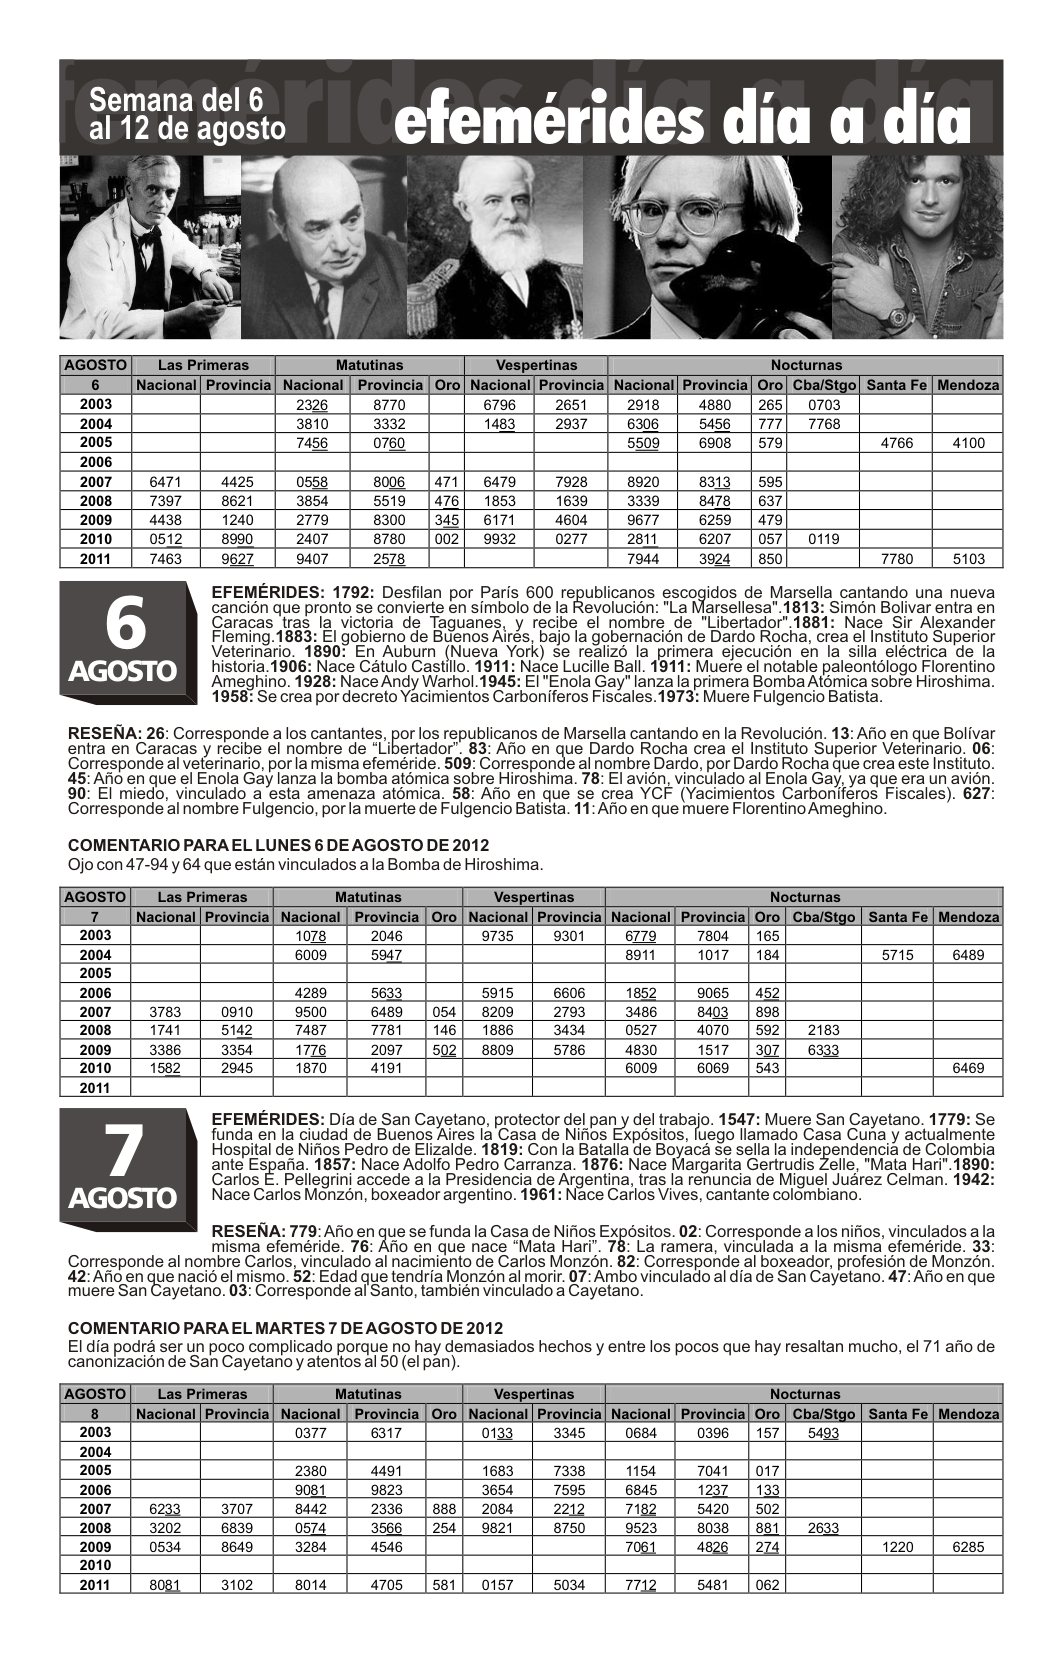 Semana del 6
al 12 de agosto
efemérides día a día
AGOSTO Las Primeras Matutinas Vespertinas Nocturnas
6 Nacional Provincia Nacional Provincia Oro Nacional Provincia Nacional Provincia Oro Cba/Stgo Santa Fe Mendoza
2003 2326 8770 6796 2651 2918 4880 265 0703
2004 3810 3332 1483 2937 6306 5456 777 7768
2005 7456 0760 5509 6908 579 4766 4100
2006
2007 6471 4425 0558 8006 471 6479 7928 8920 8313 595
2008 7397 8621 3854 5519 476 1853 1639 3339 8478 637
2009 4438 1240 2779 8300 345 6171 4604 9677 6259 479
2010 0512 8990 2407 8780 002 9932 0277 2811 6207 057 0119
2011 7463 9627 9407 2578 7944 3924 850 7780 5103
6
AGOSTO
EFEMÉRIDES: 1792: Desfilan por París 600 republicanos escogidos de Marsella cantando una nueva
canción que pronto se convierte en símbolo de la Revolución: "La Marsellesa".1813: Simón Bolivar entra en
Caracas tras la victoria de Taguanes, y recibe el nombre de "Libertador".1881: Nace Sir Alexander
Fleming.1883: El gobierno de Buenos Aires, bajo la gobernación de Dardo Rocha, crea el Instituto Superior
Veterinario. 1890: En Auburn (Nueva York) se realizó la primera ejecución en la silla eléctrica de la
historia.1906: Nace Cátulo Castillo. 1911: Nace Lucille Ball. 1911: Muere el notable paleontólogo Florentino
Ameghino. 1928: Nace Andy Warhol.1945: El "Enola Gay" lanza la primera Bomba Atómica sobre Hiroshima.
1958: Se crea por decreto Yacimientos Carboníferos Fiscales.1973: Muere Fulgencio Batista.
RESEÑA: 26: Corresponde a los cantantes, por los republicanos de Marsella cantando en la Revolución. 13: Año en que Bolívar
entra en Caracas y recibe el nombre de “Libertador”. 83: Año en que Dardo Rocha crea el Instituto Superior Veterinario. 06:
Corresponde al veterinario, por la misma efeméride. 509: Corresponde al nombre Dardo, por Dardo Rocha que crea este Instituto.
45: Año en que el Enola Gay lanza la bomba atómica sobre Hiroshima. 78: El avión, vinculado al Enola Gay, ya que era un avión.
90: El miedo, vinculado a esta amenaza atómica. 58: Año en que se crea YCF (Yacimientos Carboníferos Fiscales). 627:
Corresponde al nombre Fulgencio, por la muerte de Fulgencio Batista. 11: Año en que muere Florentino Ameghino.
COMENTARIO PARA EL LUNES 6 DE AGOSTO DE 2012
Ojo con 47-94 y 64 que están vinculados a la Bomba de Hiroshima.
AGOSTO Las Primeras Matutinas Vespertinas Nocturnas
7 Nacional Provincia Nacional Provincia Oro Nacional Provincia Nacional Provincia Oro Cba/Stgo Santa Fe Mendoza
2003 1078 2046 9735 9301 6779 7804 165
2004 6009 5947 8911 1017 184 5715 6489
2005
2006 4289 5633 5915 6606 1852 9065 452
2007 3783 0910 9500 6489 054 8209 2793 3486 8403 898
2008 1741 5142 7487 7781 146 1886 3434 0527 4070 592 2183
2009 3386 3354 1776 2097 502 8809 5786 4830 1517 307 6333
2010 1582 2945 1870 4191 6009 6069 543 6469
2011
7
AGOSTO
EFEMÉRIDES: Día de San Cayetano, protector del pan y del trabajo. 1547: Muere San Cayetano. 1779: Se
funda en la ciudad de Buenos Aires la Casa de Niños Expósitos, luego llamado Casa Cuna y actualmente
Hospital de Niños Pedro de Elizalde. 1819: Con la Batalla de Boyacá se sella la independencia de Colombia
ante España. 1857: Nace Adolfo Pedro Carranza. 1876: Nace Margarita Gertrudis Zelle, "Mata Hari".1890:
Carlos E. Pellegrini accede a la Presidencia de Argentina, tras la renuncia de Miguel Juárez Celman. 1942:
Nace Carlos Monzón, boxeador argentino. 1961: Nace Carlos Vives, cantante colombiano.
RESEÑA: 779: Año en que se funda la Casa de Niños Expósitos. 02: Corresponde a los niños, vinculados a la
misma efeméride. 76: Año en que nace “Mata Hari”. 78: La ramera, vinculada a la misma efeméride. 33:
Corresponde al nombre Carlos, vinculado al nacimiento de Carlos Monzón. 82: Corresponde al boxeador, profesión de Monzón.
42: Año en que nació el mismo. 52: Edad que tendría Monzón al morir. 07: Ambo vinculado al día de San Cayetano. 47: Año en que
muere San Cayetano. 03: Corresponde al Santo, también vinculado a Cayetano.
COMENTARIO PARA EL MARTES 7 DE AGOSTO DE 2012
El día podrá ser un poco complicado porque no hay demasiados hechos y entre los pocos que hay resaltan mucho, el 71 año de
canonización de San Cayetano y atentos al 50 (el pan).
AGOSTO Las Primeras Matutinas Vespertinas Nocturnas
8 Nacional Provincia Nacional Provincia Oro Nacional Provincia Nacional Provincia Oro Cba/Stgo Santa Fe Mendoza
2003 0377 6317 0133 3345 0684 0396 157 5493
2004
2005 2380 4491 1683 7338 1154 7041 017
2006 9081 9823 3654 7595 6845 1237 133
2007 6233 3707 8442 2336 888 2084 2212 7182 5420 502
2008 3202 6839 0574 3566 254 9821 8750 9523 8038 881 2633
2009 0534 8649 3284 4546 7061 4826 274 1220 6285
2010
2011 8081 3102 8014 4705 581 0157 5034 7712 5481 062